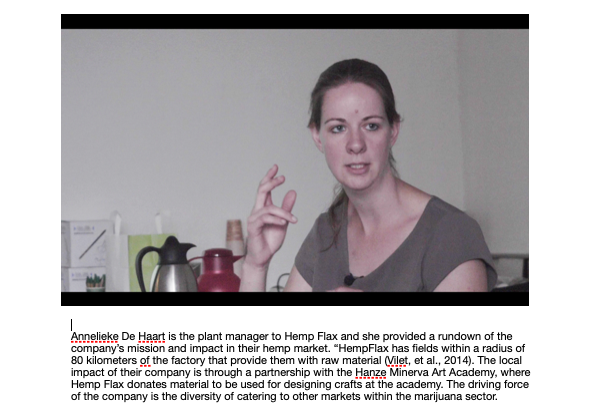 Annelieke De Haart is the plant manager to Hemp Flax and she provided a rundown of the
company's mission and impact in their hemp market. “HempFlax has fields within a radius of
80 kilometers of the factory that provide them with raw material (Vilet, et al., 2014). The local
impact of their company is through a partnership with the Hanze Minerva Art Academy, where
Hemp Flax donates material to be used for designing crafts at the academy. The driving force
of the company is the diversity of catering to other markets within the marijuana sector.